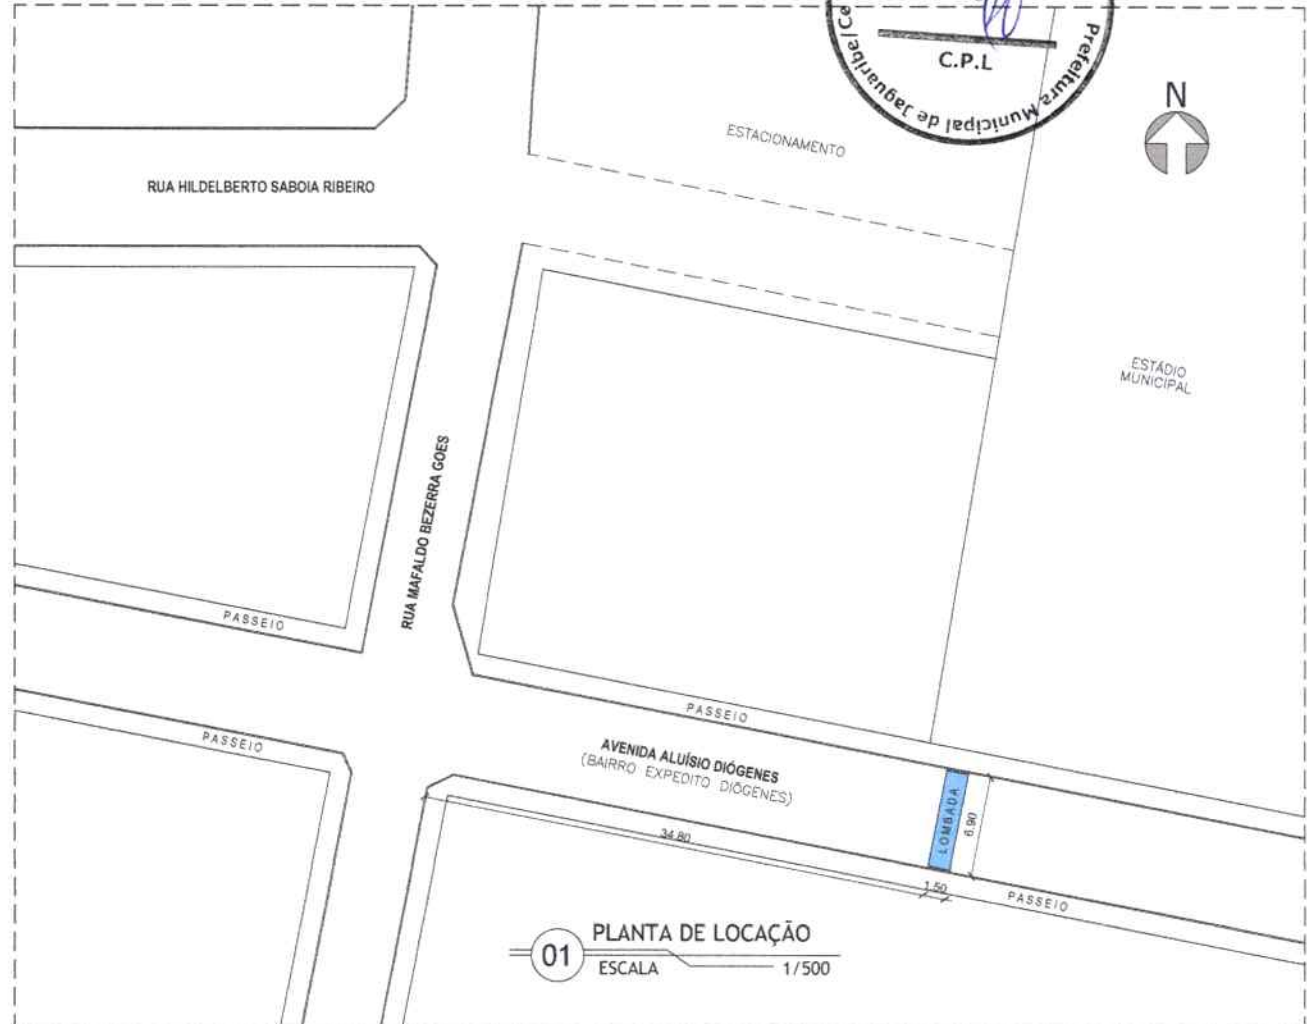 Prefeitura Municipal de Jaguaribe/Ce
C.P.L
N
ESTACIONAMENTO
RUA HILDELBERTO SABOIA RIBEIRO
ESTÁDIO
MUNICIPAL
RUA MAFALDO BEZERRA GOES
PASSEIO
PASSEIO
PASSEIO
AVENIDA ALUÍSIO DIÓGENES
(BAIRRO EXPEDITO DIÓGENES)
LOMBADA
6.90
34.80
1.50
PASSEIO
01
PLANTA DE LOCAÇÃO
ESCALA
1/500